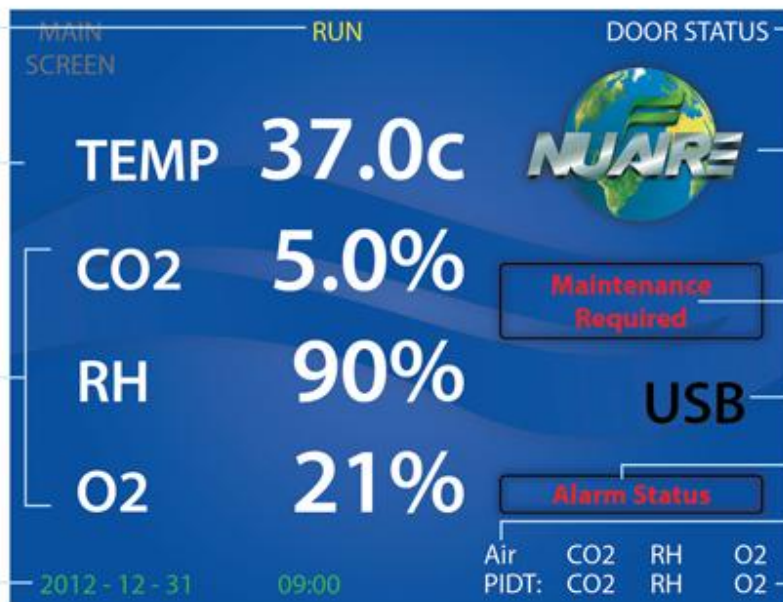 MAIN
SCREEN
RUN
DOOR STATUS
NUAIRE
TEMP 37.0c
CO2 5.0%
Maintenance
Required
RH 90%
USB
O2 21%
Alarm Status
Air CO2 RH O2
PIDT: CO2 RH O2
2012 - 12 - 31 09:00